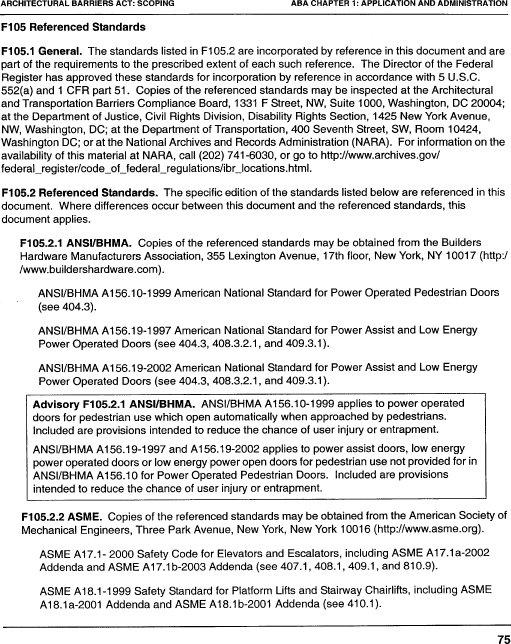 ARCHITECTURAL BARRIERS ACT: SCOPING ABA CHAPTER 1: APPLICATION AND ADMINISTRATION
F105 Referenced Standards
F105.1 General. The standards listed in F105.2 are incorporated by reference in this document and are
part of the requirements to the prescribed extent of each such reference. The Director of the Federal
Register has approved these standards for incorporation by reference in accordance with 5 U.S.C.
552(a) and 1 CFR part 51. Copies of the referenced standards may be inspected at the Architectural
and Transportation Barriers Compliance Board, 1331 F Street, NW, Suite 1000, Washington, DC 20004;
at the Department of Justice, Civil Rights Division, Disability Rights Section, 1425 New York Avenue,
NW, Washington, DC; at the Department of Transportation, 400 Seventh Street, SW, Room 10424,
Washington DC; or at the National Archives and Records Administration (NARA). For information on the
availability of this material at NARA, call (202) 741-6030, or go to http://www.archives.gov/
federal_register/code_of_federal_regulations/ibr_locations.html.
F105.2 Referenced Standards. The specific edition of the standards listed below are referenced in this
document. Where differences occur between this document and the referenced standards, this
document applies.
F105.2.1 ANSI/BHMA. Copies of the referenced standards may be obtained from the Builders
Hardware Manufacturers Association, 355 Lexington Avenue, 17th floor, New York, NY 10017 (http:/
/www.buildershardware.com).
ANSI/BHMA A156.10-1999 American National Standard for Power Operated Pedestrian Doors
(see 404.3).
ANSI/BHMA A156.19-1997 American National Standard for Power Assist and Low Energy
Power Operated Doors (see 404.3, 408.3.2.1, and 409.3.1).
ANSI/BHMA A156.19-2002 American National Standard for Power Assist and Low Energy
Power Operated Doors (see 404.3, 408.3.2.1, and 409.3.1).
Advisory F105.2.1 ANSI/BHMA. ANSI/BHMA A156.10-1999 applies to power operated
doors for pedestrian use which open automatically when approached by pedestrians.
Included are provisions intended to reduce the chance of user injury or entrapment.
ANSI/BHMA A156.19-1997 and A156.19-2002 applies to power assist doors, low energy
power operated doors or low energy power open doors for pedestrian use not provided for in
ANSI/BHMA A156.10 for Power Operated Pedestrian Doors. Included are provisions
intended to reduce the chance of user injury or entrapment.
F105.2.2 ASME. Copies of the referenced standards may be obtained from the American Society of
Mechanical Engineers, Three Park Avenue, New York, New York 10016 (http://www.asme.org).
ASME A17.1- 2000 Safety Code for Elevators and Escalators, including ASME A17.1a-2002
Addenda and ASME A17.1b-2003 Addenda (see 407.1, 408.1, 409.1, and 810.9).
ASME A18.1-1999 Safety Standard for Platform Lifts and Stairway Chairlifts, including ASME
A18.1a-2001 Addenda and ASME A18.1b-2001 Addenda (see 410.1).
75